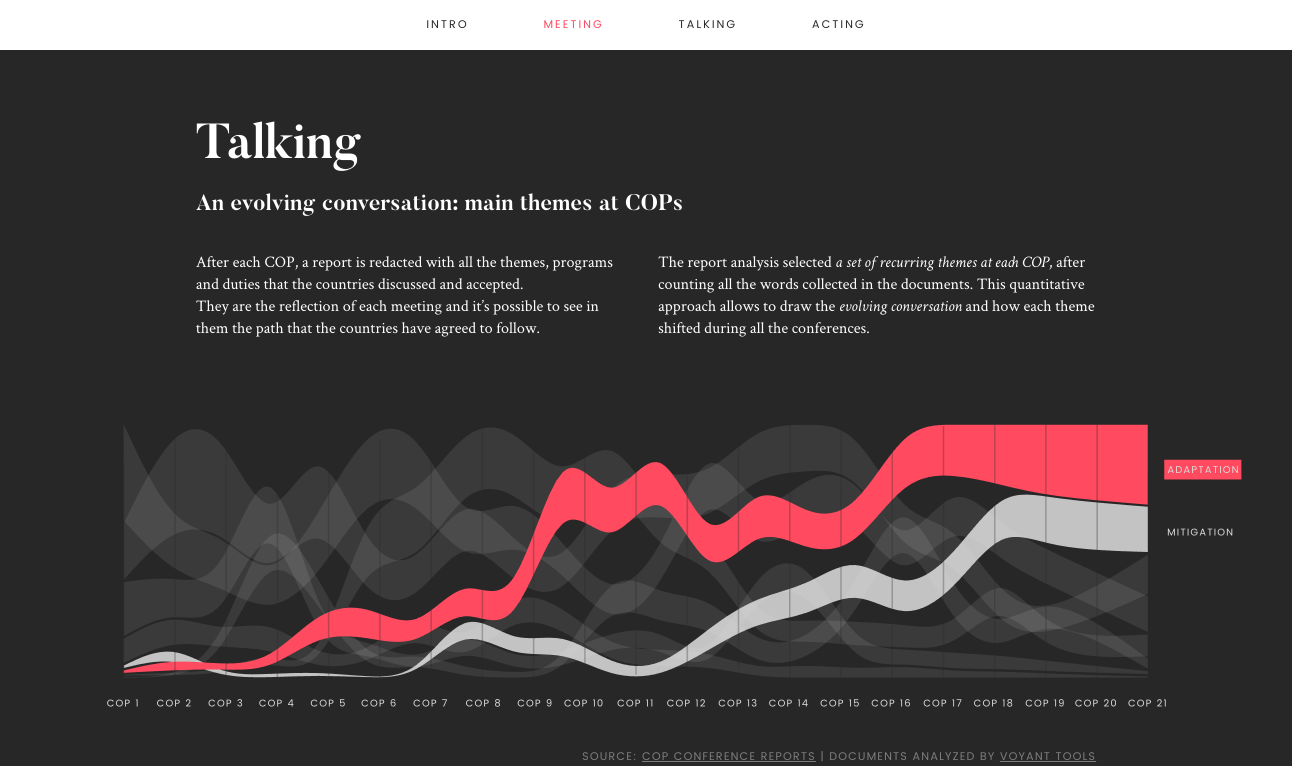 INTRO MEETING TALKING ACTING
Talking
An evolving conversation: main themes at COPs
After each COP, a report is redacted with all the themes, programs
and duties that the countries discussed and accepted.
They are the reflection of each meeting and it's possible to see in
them the path that the countries have agreed to follow.
The report analysis selected a set of recurring themes at each COP, after
counting all the words collected in the documents. This quantitative
approach allows to draw the evolving conversation and how each theme
shifted during all the conferences.
ADAPTATION
MITIGATION
COP 1 COP 2 COP 3 COP 4 COP 5 COP 6 COP 7 COP 8 COP 9 COP 10 COP 11 COP 12 COP 13 COP 14 COP 15 COP 16 COP 17 COP 18 COP 19 COP 20 COP 21
SOURCE: COP CONFERENCE REPORTS | DOCUMENTS ANALYZED BY VOYANT TOOLS